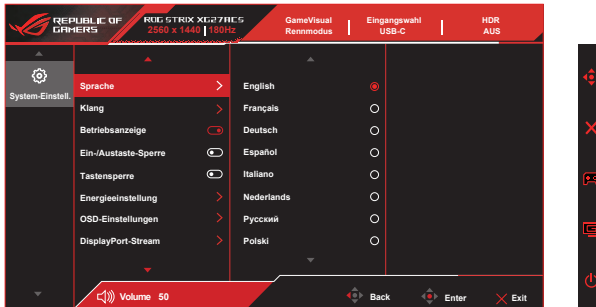 REPUBLIC OF
GAMERS
ROG STRIX XG27ACS
2560 x 1440 | 180Hz
GameVisual
Rennmodus
Eingangswahl
USB-C
HDR
AUS
System-Einstell.
Sprache
Klang
Betriebsanzeige
Ein-/Austaste-Sperre
Tastensperre
Energieeinstellung
OSD-Einstellungen
DisplayPort-Stream
English
Français
Deutsch
Español
Italiano
Nederlands
Русский
Polski
Volume 50
Back
Enter
Exit